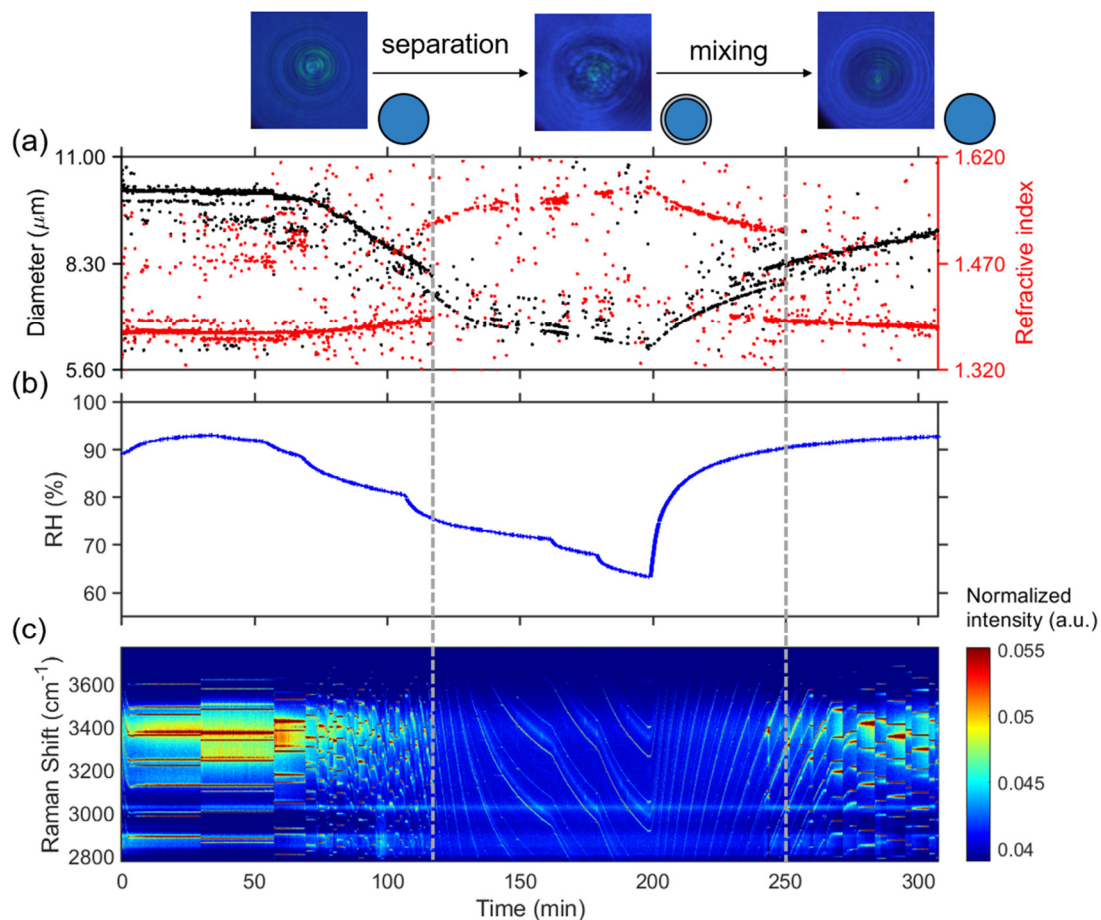 separation
mixing
(a)
11.00
8.30
5.60
Diameter (μm)
1.620
1.470
1.320
Refractive index
(b)
100
90
80
70
60
RH (%)
(c)
3600
3400
3200
3000
2800
Raman Shift (cm⁻¹)
0
50
100
150
200
250
300
Time (min)
Normalized
intensity (a.u.)
0.055
0.05
0.045
0.04